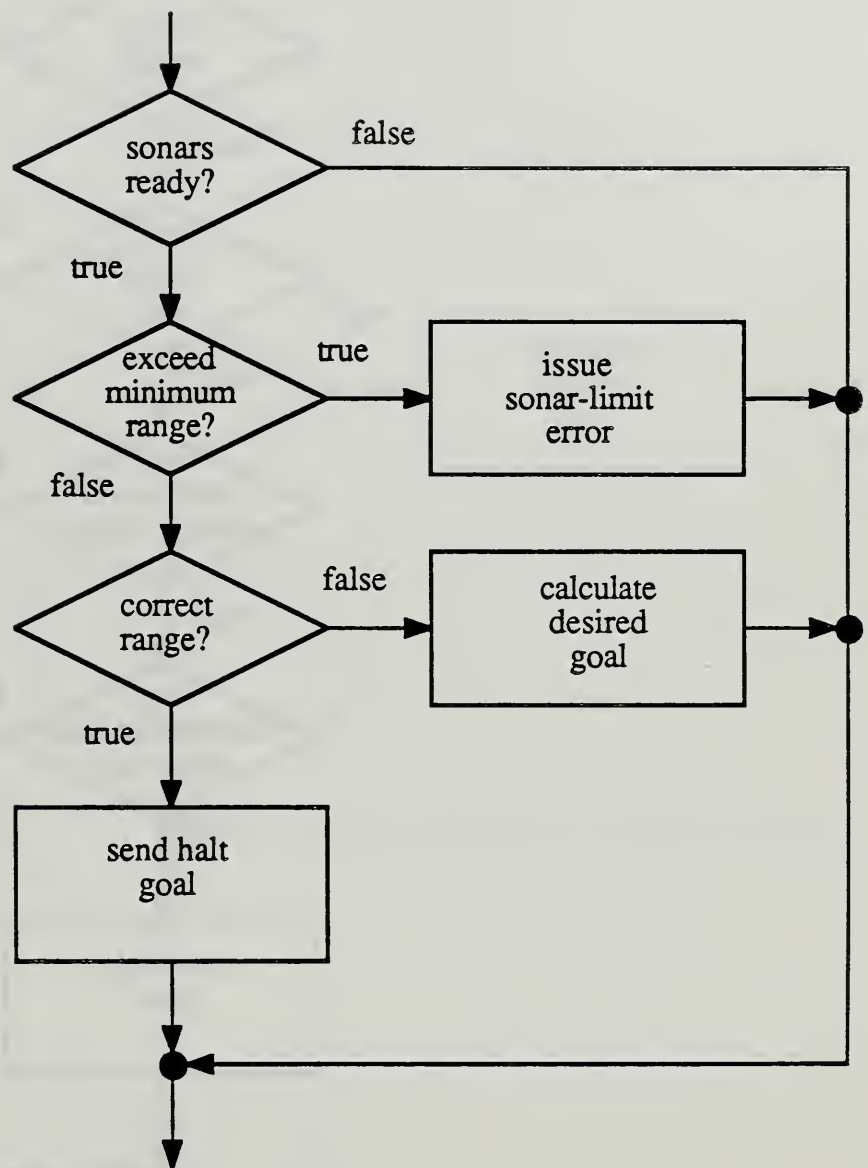 sonars
ready?
false
true
exceed
minimum
range?
true
issue
sonar-limit
error
false
correct
range?
false
calculate
desired
goal
true
send halt
goal